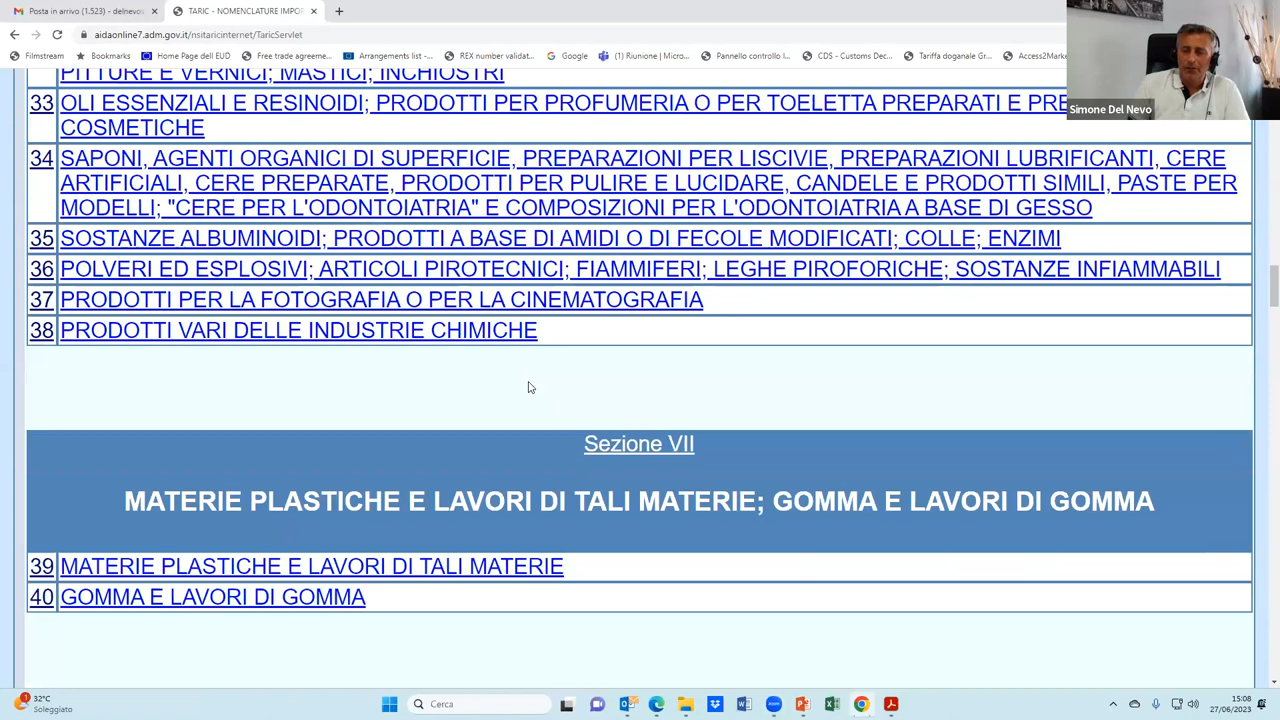 Posta in arrivo (1.523) - delnevos
TARIC - NOMENCLATURE IMPOR
aidaonline7.adm.gov.it/nsitaricinternet/TaricServlet
Filmstream
Export Import
Home Page dell EUD
Free trade agreeme...
Arrangements list -...
REX number validat...
Google
(1) Riunione | Micro...
Pannello controllo I...
CDS - Customs Dec...
Tariffa doganale Gr...
Access2Marke
Simone Del Nevo
PITTURE E VERNICI; MASTICI; INCHIOSTRI
33 OLI ESSENZIALI E RESINOIDI; PRODOTTI PER PROFUMERIA O PER TOELETTA PREPARATI E PRE
COSMETICHE
34 SAPONI, AGENTI ORGANICI DI SUPERFICIE, PREPARAZIONI PER LISCIVIE, PREPARAZIONI LUBRIFICANTI, CERE
ARTIFICIALI, CERE PREPARATE, PRODOTTI PER PULIRE E LUCIDARE, CANDELE E PRODOTTI SIMILI, PASTE PER
MODELLI; "CERE PER L'ODONTOIATRIA" E COMPOSIZIONI PER L'ODONTOIATRIA A BASE DI GESSO
35 SOSTANZE ALBUMINOIDI; PRODOTTI A BASE DI AMIDI O DI FECOLE MODIFICATI; COLLE; ENZIMI
36 POLVERI ED ESPLOSIVI; ARTICOLI PIROTECNICI; FIAMMIFERI; LEGHE PIROFORICHE; SOSTANZE INFIAMMABILI
37 PRODOTTI PER LA FOTOGRAFIA O PER LA CINEMATOGRAFIA
38 PRODOTTI VARI DELLE INDUSTRIE CHIMICHE
Sezione VII
MATERIE PLASTICHE E LAVORI DI TALI MATERIE; GOMMA E LAVORI DI GOMMA
39 MATERIE PLASTICHE E LAVORI DI TALI MATERIE
40 GOMMA E LAVORI DI GOMMA
1
32°C
Soleggiato
Cerca
15:08
27/06/2023